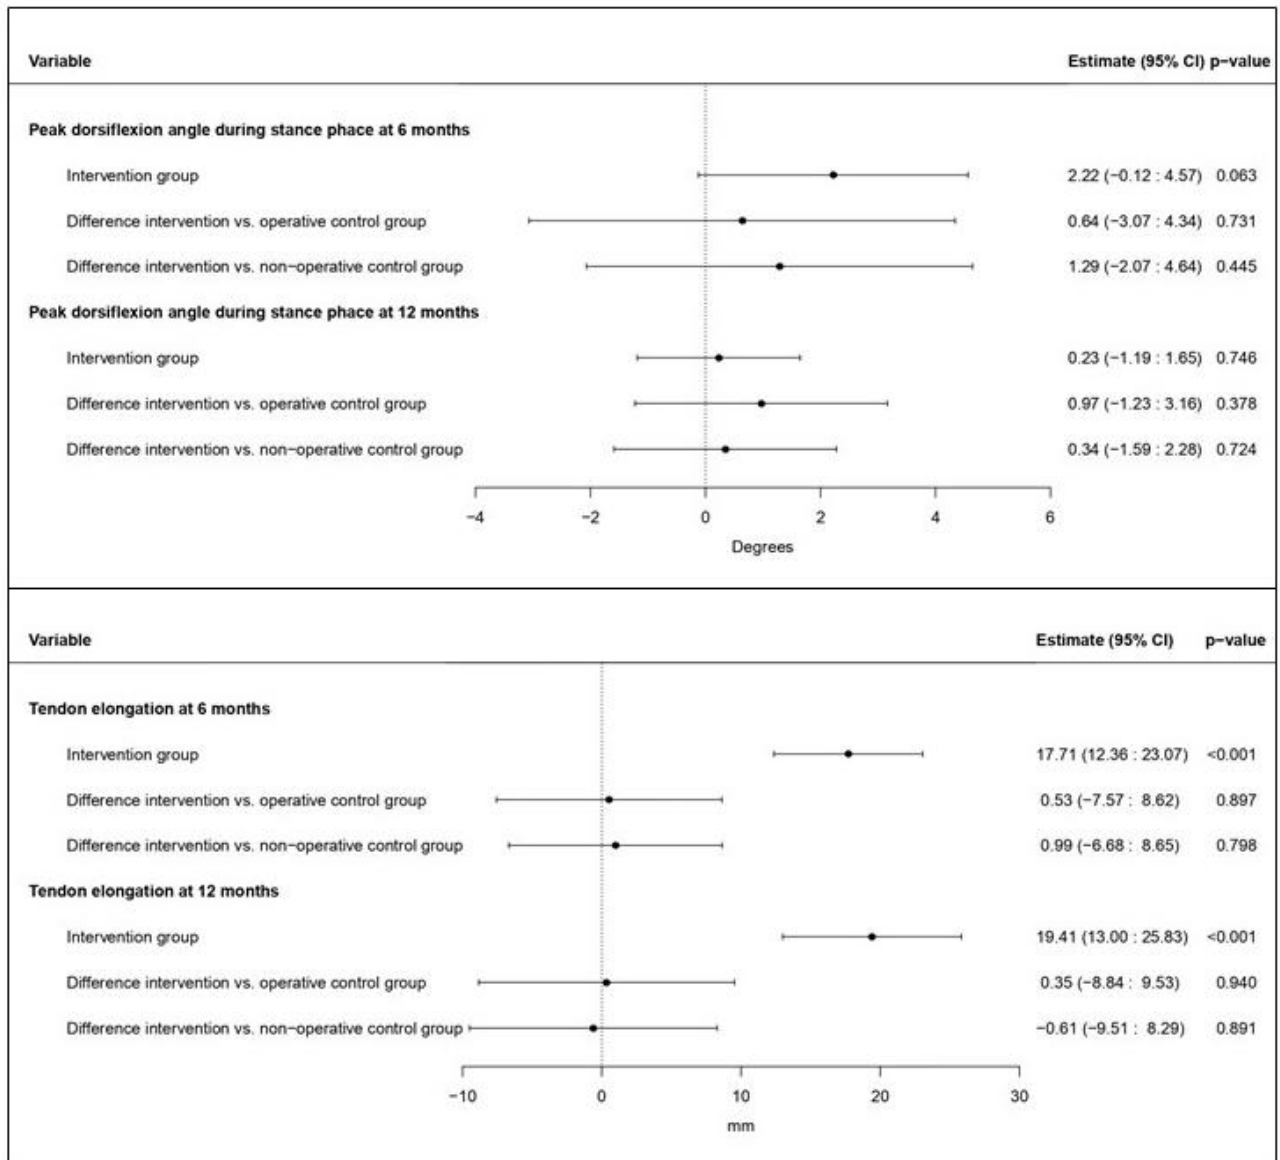 Variable Estimate (95% CI) p−value
Peak dorsiflexion angle during stance phace at 6 months
Intervention group 2.22 (−0.12 : 4.57) 0.063
Difference intervention vs. operative control group 0.64 (−3.07 : 4.34) 0.731
Difference intervention vs. non−operative control group 1.29 (−2.07 : 4.64) 0.445
Peak dorsiflexion angle during stance phace at 12 months
Intervention group 0.23 (−1.19 : 1.65) 0.746
Difference intervention vs. operative control group 0.97 (−1.23 : 3.16) 0.378
Difference intervention vs. non−operative control group 0.34 (−1.59 : 2.28) 0.724
−4 −2 0 2 4 6
Degrees
Variable Estimate (95% CI) p−value
Tendon elongation at 6 months
Intervention group 17.71 (12.36 : 23.07) <0.001
Difference intervention vs. operative control group 0.53 (−7.57 : 8.62) 0.897
Difference intervention vs. non−operative control group 0.99 (−6.68 : 8.65) 0.798
Tendon elongation at 12 months
Intervention group 19.41 (13.00 : 25.83) <0.001
Difference intervention vs. operative control group 0.35 (−8.84 : 9.53) 0.940
Difference intervention vs. non−operative control group −0.61 (−9.51 : 8.29) 0.891
−10 0 10 20 30
mm